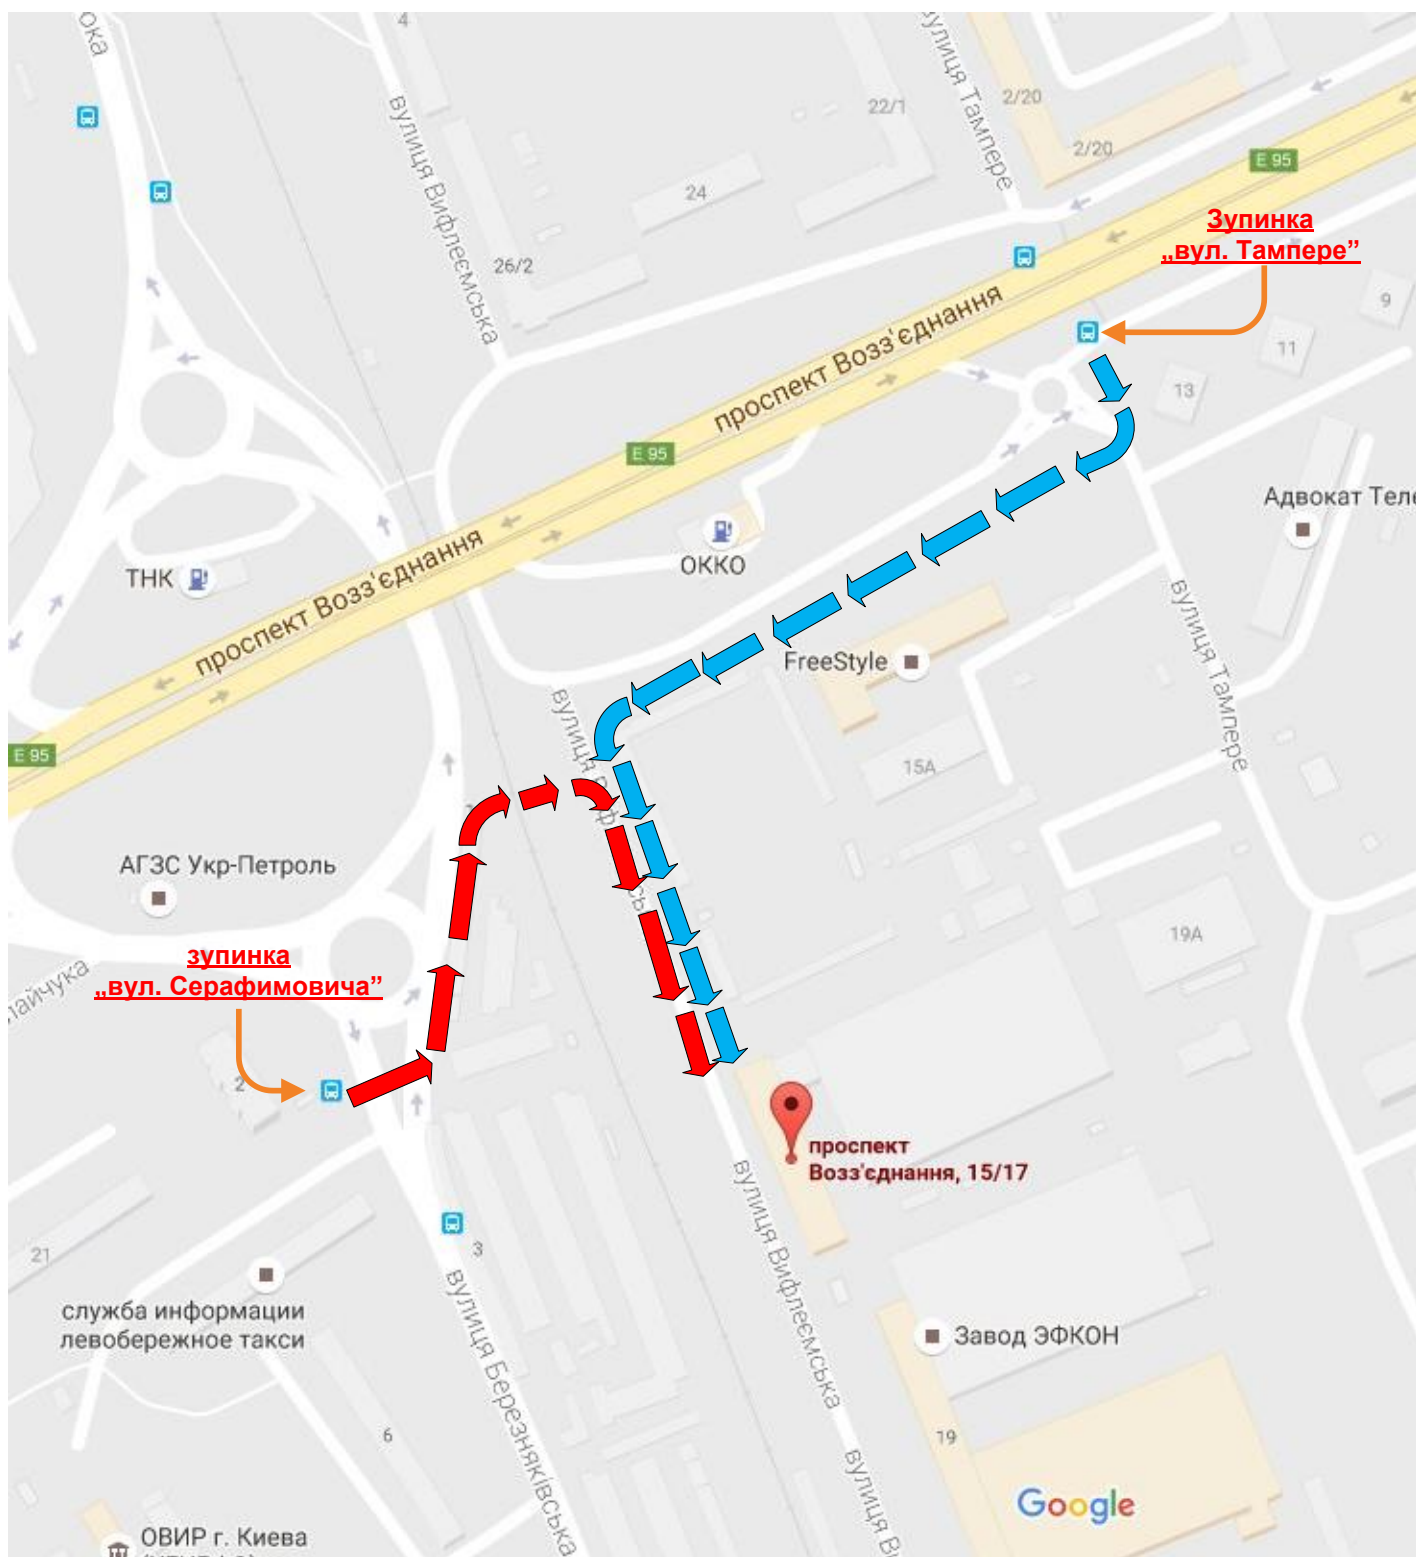 ока
4
вулиця Вифлеємська
22/1
вулиця Тампере
2/20
2/20
E 95
24
26/2
Зупинка
„вул. Тампере”
9
11
13
проспект Возз'єднання
E 95
Адвокат Теле
ОККО
ТНК
проспект Возз'єднання
FreeStyle
вулиця Тампере
E 95
15А
АГЗС Укр-Петроль
19А
зупинка
„вул. Серафимовича”
лайчука
2
проспект
Возз'єднання, 15/17
вулиця Вифлеємська
3
21
служба информации
левобережное такси
вулиця Березняківська
Завод ЭФКОН
6
19
Google
ОВИР г. Киева